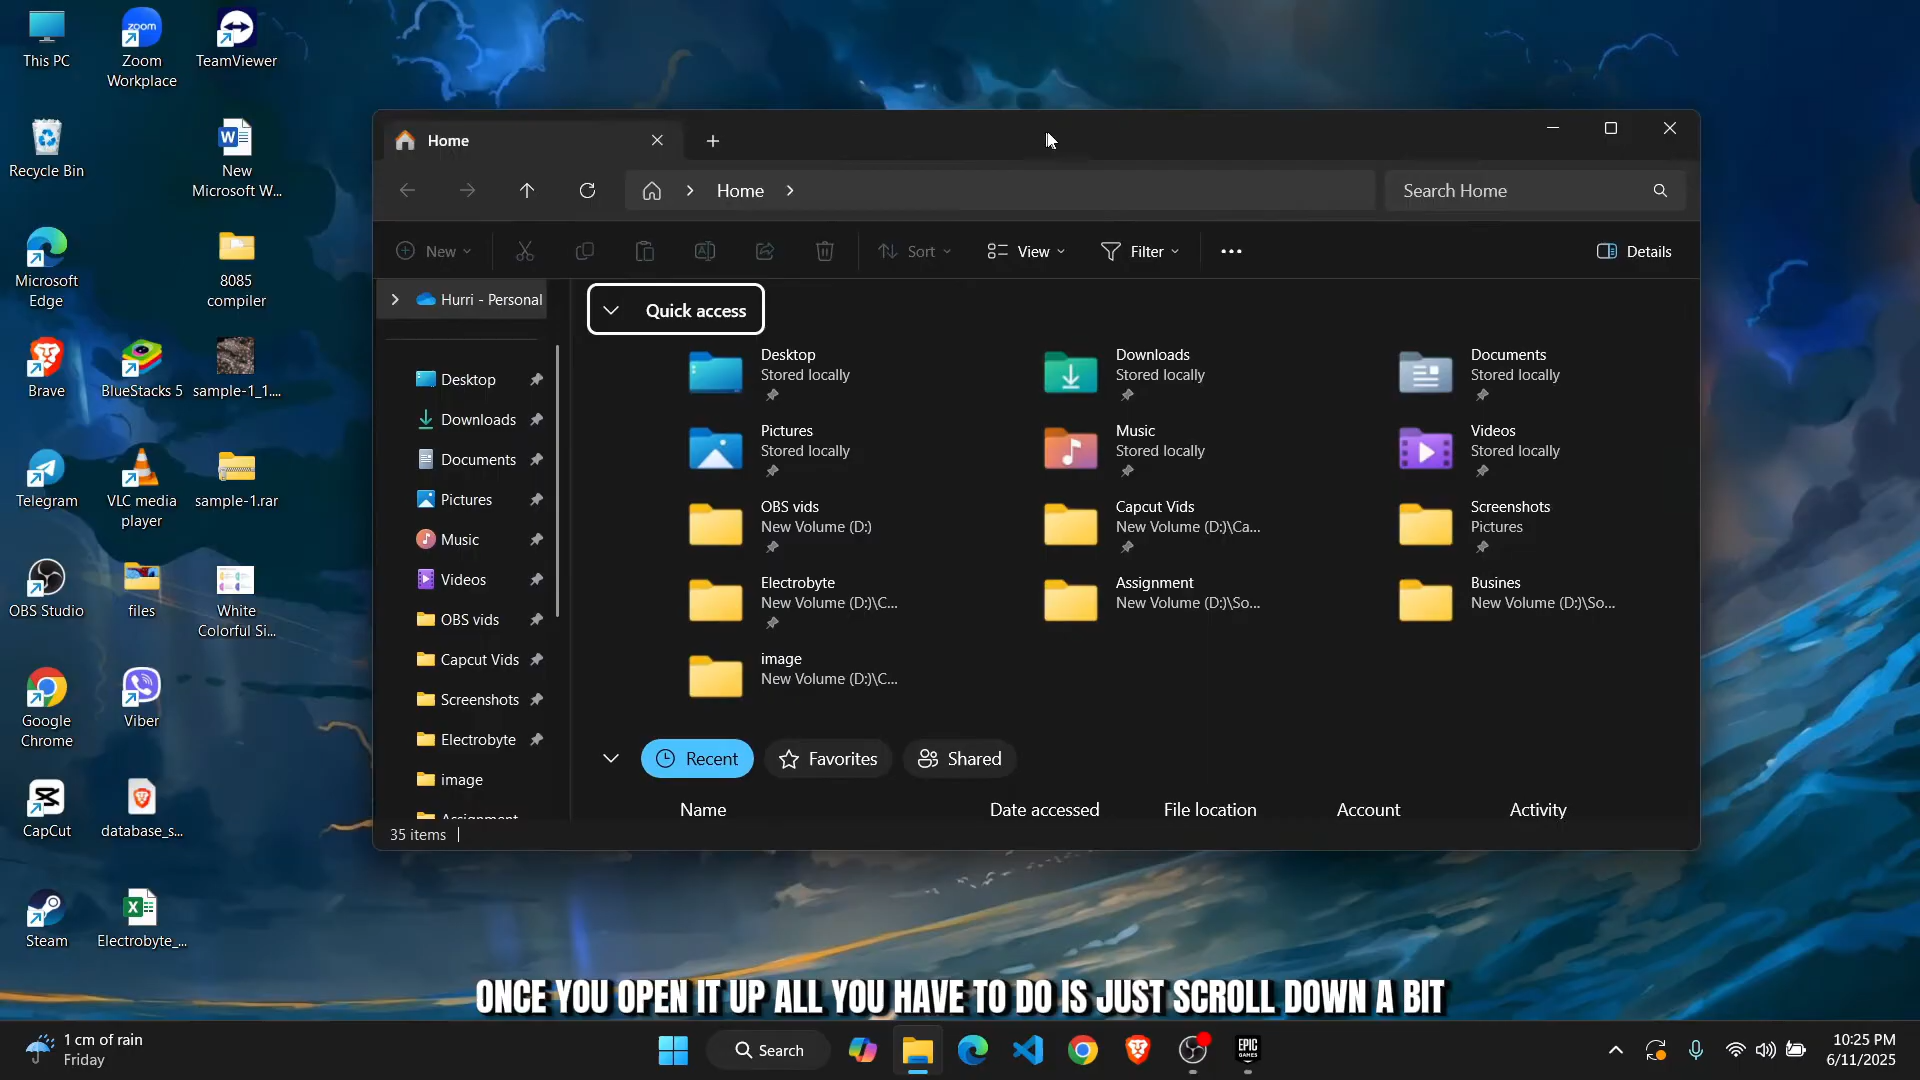 This PC
Zoom
Workplace
TeamViewer
Recycle Bin
New
Microsoft W...
Microsoft
Edge
8085
compiler
Brave
BlueStacks 5
sample-1_1....
Telegram
VLC media
player
sample-1.rar
OBS Studio
files
White
Colorful Si...
Google
Chrome
Viber
CapCut
database_s...
Steam
Electrobyte_...
Home
Home
Search Home
New
Sort
View
Filter
Details
Hurri - Personal
Desktop
Downloads
Documents
Pictures
Music
Videos
OBS vids
Capcut Vids
Screenshots
Electrobyte
image
Assignment
Quick access
Desktop
Stored locally
Downloads
Stored locally
Documents
Stored locally
Pictures
Stored locally
Music
Stored locally
Videos
Stored locally
OBS vids
New Volume (D:)
Capcut Vids
New Volume (D:)\Ca...
Screenshots
Pictures
Electrobyte
New Volume (D:)\C...
Assignment
New Volume (D:)\So...
Busines
New Volume (D:)\So...
image
New Volume (D:)\C...
Recent
Favorites
Shared
Name
Date accessed
File location
Account
Activity
35 items
ONCE YOU OPEN IT UP ALL YOU HAVE TO DO IS JUST SCROLL DOWN A BIT
1 cm of rain
Friday
Search
EPIC
GAMES
10:25 PM
6/11/2025
zoom